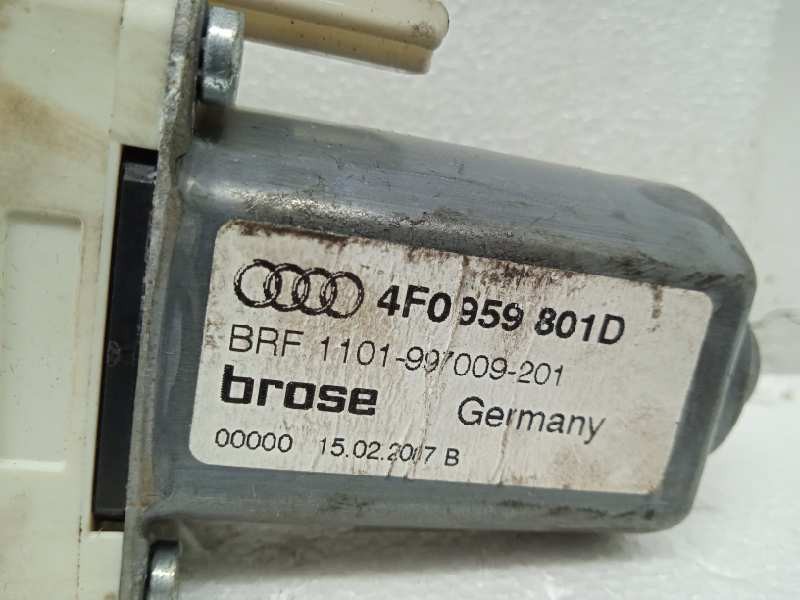 4F0 959 801D
BRF 1101-997009-201
brose Germany
00000 15.02.2007 B